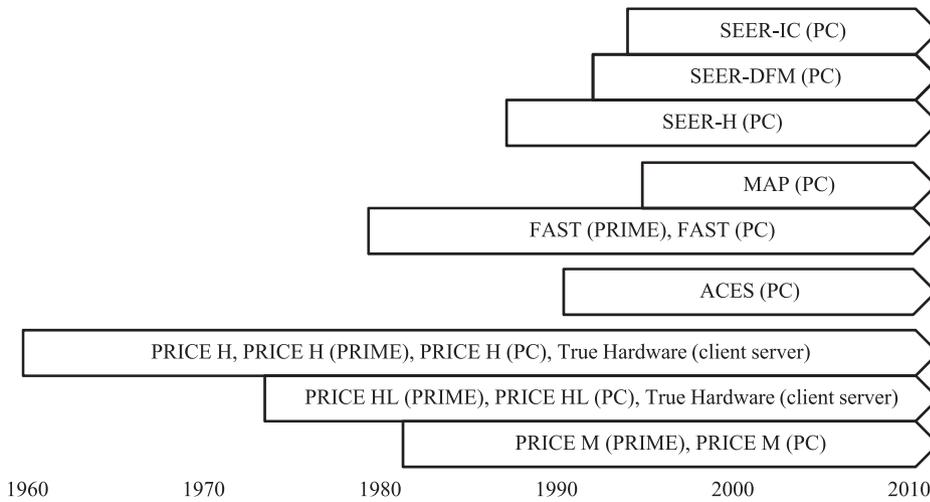 SEER-IC (PC)
SEER-DFM (PC)
SEER-H (PC)
MAP (PC)
FAST (PRIME), FAST (PC)
ACES (PC)
PRICE H, PRICE H (PRIME), PRICE H (PC), True Hardware (client server)
PRICE HL (PRIME), PRICE HL (PC), True Hardware (client server)
PRICE M (PRIME), PRICE M (PC)
1960 1970 1980 1990 2000 2010